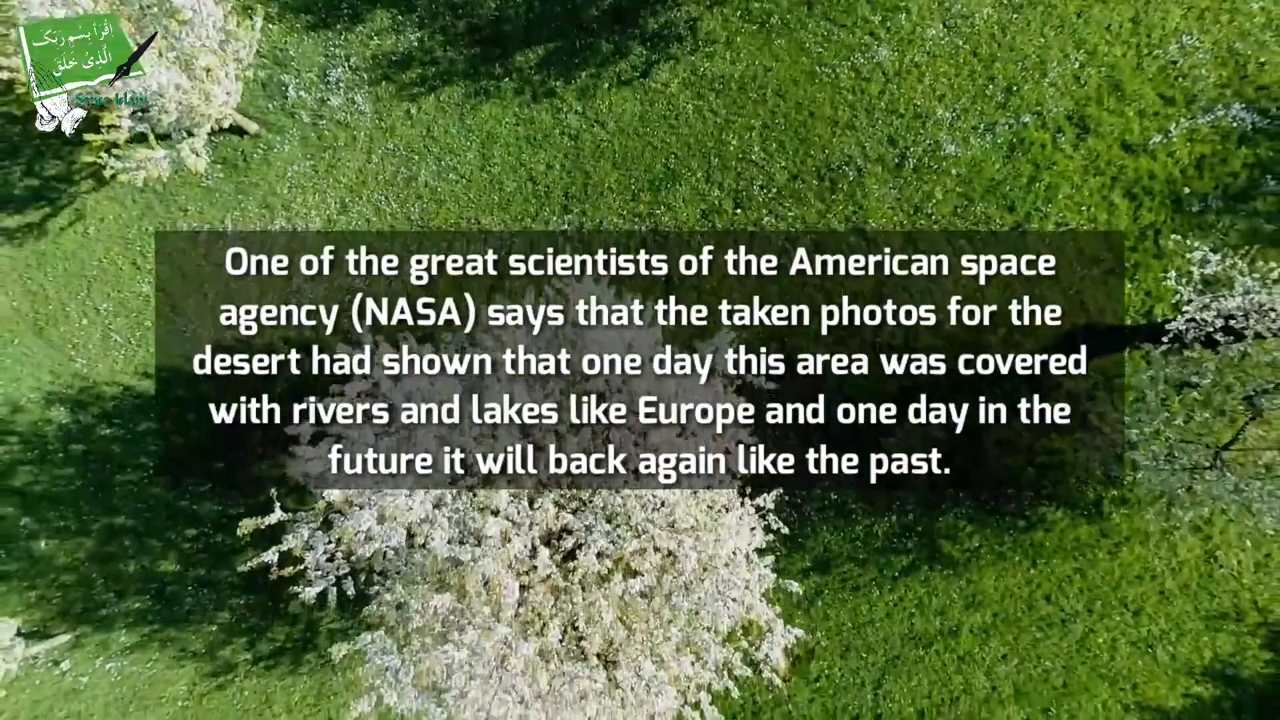 اقرأ باسم ربك
الذي خلق
One of the great scientists of the American space
agency (NASA) says that the taken photos for the
desert had shown that one day this area was covered
with rivers and lakes like Europe and one day in the
future it will back again like the past.